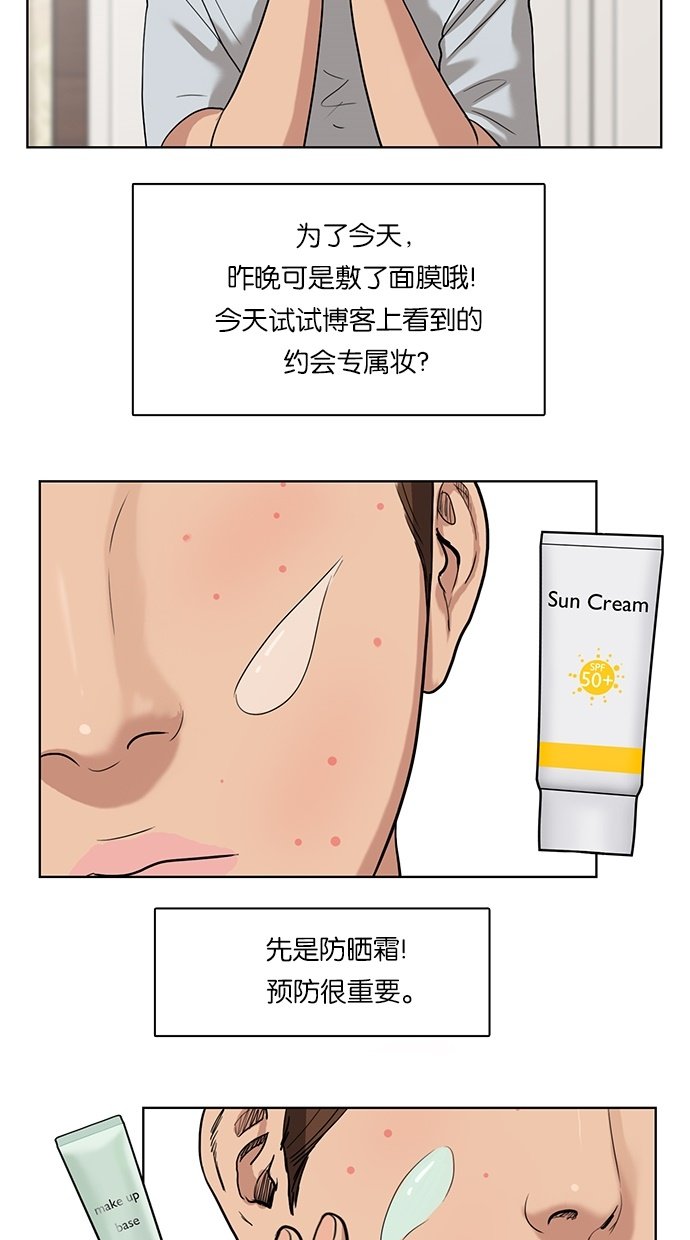 为了今天，
昨晚可是敷了面膜哦!
今天试试博客上看到的
约会专属妆?
Sun Cream
SPF
50+
先是防晒霜!
预防很重要。
make up
base